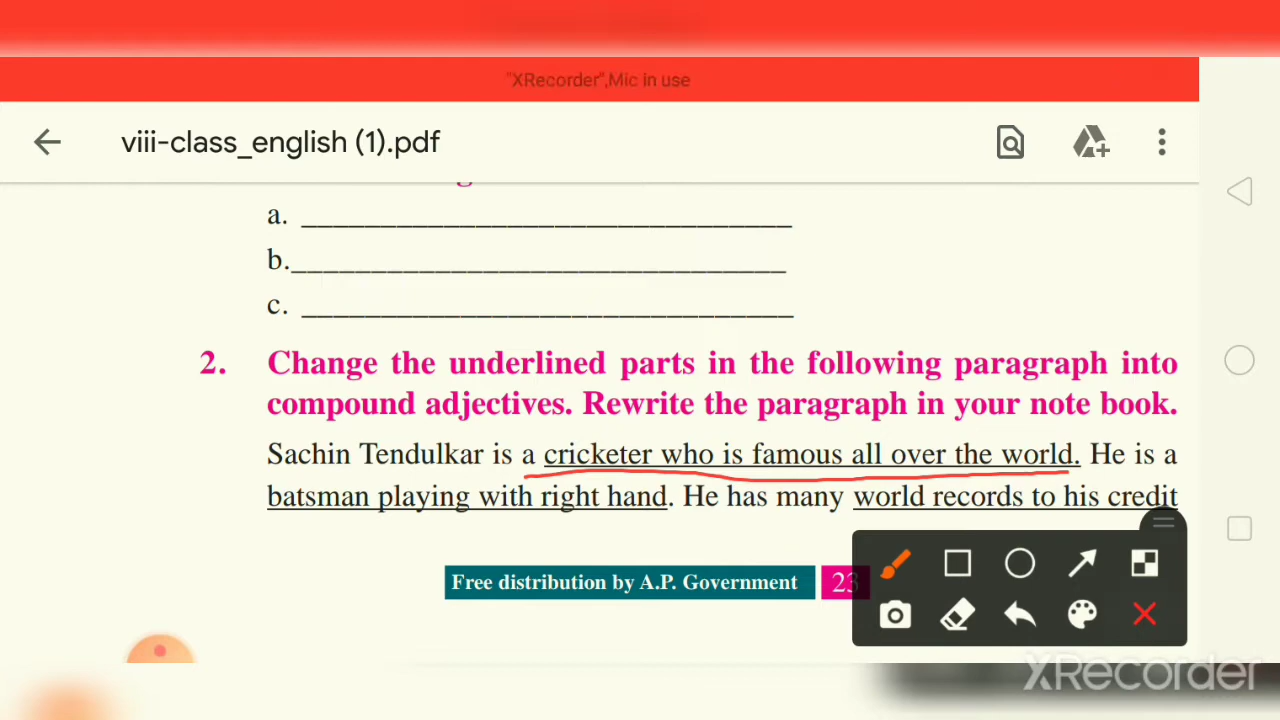 "XRecorder",Mic in use
viii-class_english (1).pdf
a. ________________________________
b.________________________________
c. ________________________________
2. Change the underlined parts in the following paragraph into
compound adjectives. Rewrite the paragraph in your note book.
Sachin Tendulkar is a cricketer who is famous all over the world. He is a
batsman playing with right hand. He has many world records to his credit
Free distribution by A.P. Government 23
XRecorder